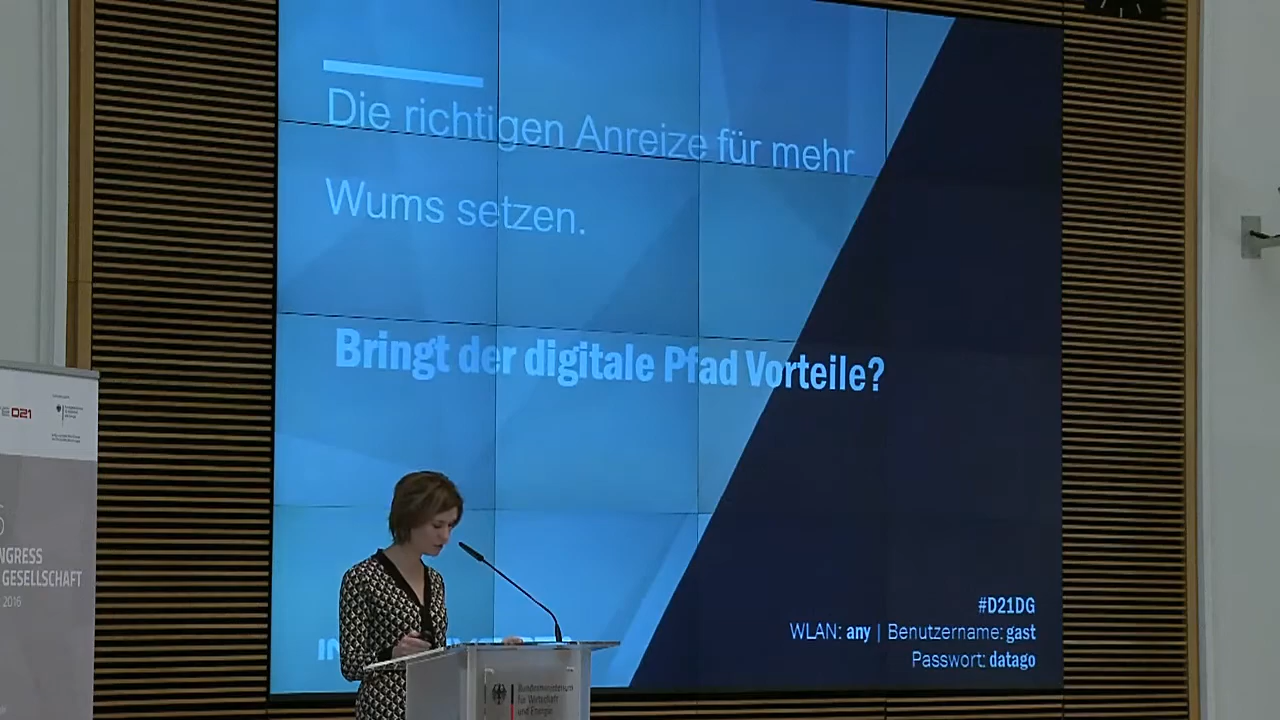 Die richtigen Anreize für mehr
Wums setzen.
Bringt der digitale Pfad Vorteile?
#D21DG
WLAN: any | Benutzername: gast
Passwort: datago
D21
NGRESS
GESELLSCHAFT
2016
Bundesministerium
für Wirtschaft
und Energie